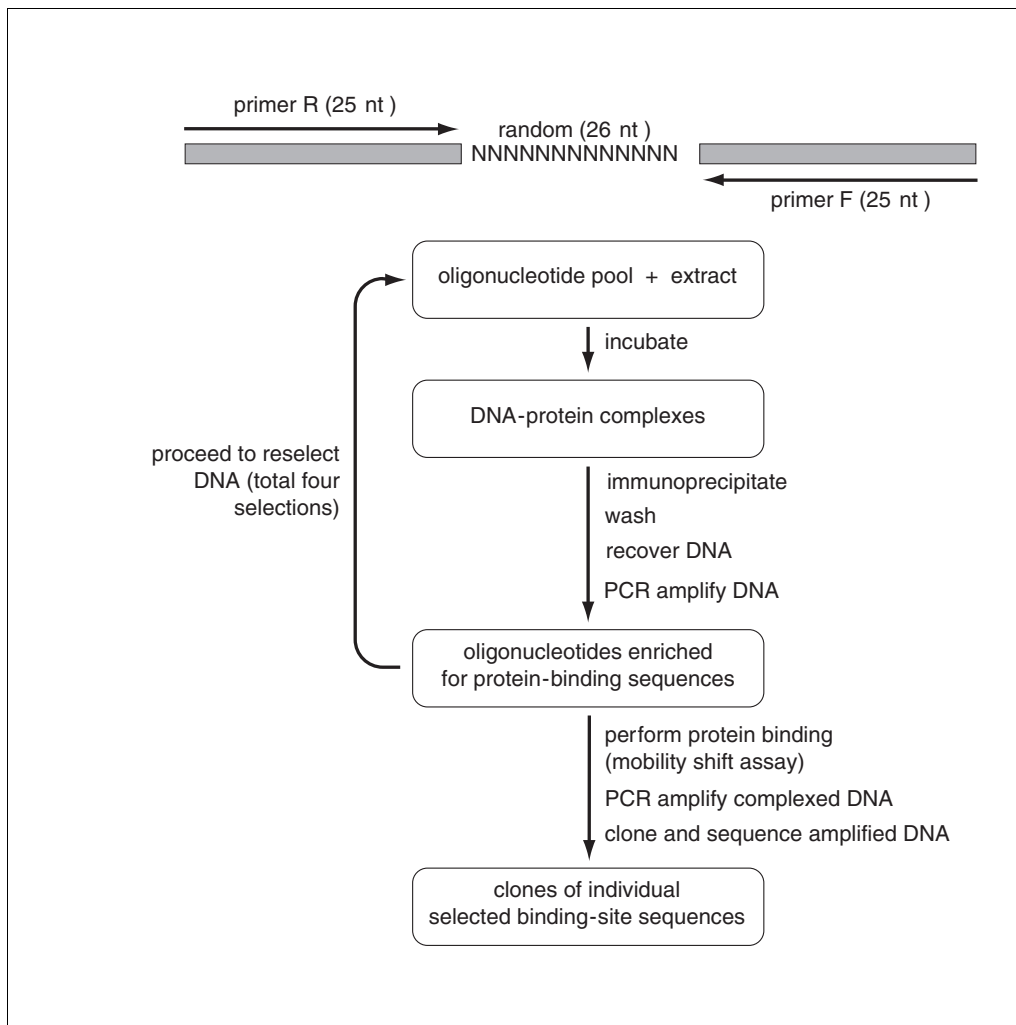 primer R (25 nt )
random (26 nt )
NNNNNNNNNNNNN
primer F (25 nt )
oligonucleotide pool + extract
incubate
DNA-protein complexes
proceed to reselect
DNA (total four
selections)
immunoprecipitate
wash
recover DNA
PCR amplify DNA
oligonucleotides enriched
for protein-binding sequences
perform protein binding
(mobility shift assay)
PCR amplify complexed DNA
clone and sequence amplified DNA
clones of individual
selected binding-site sequences